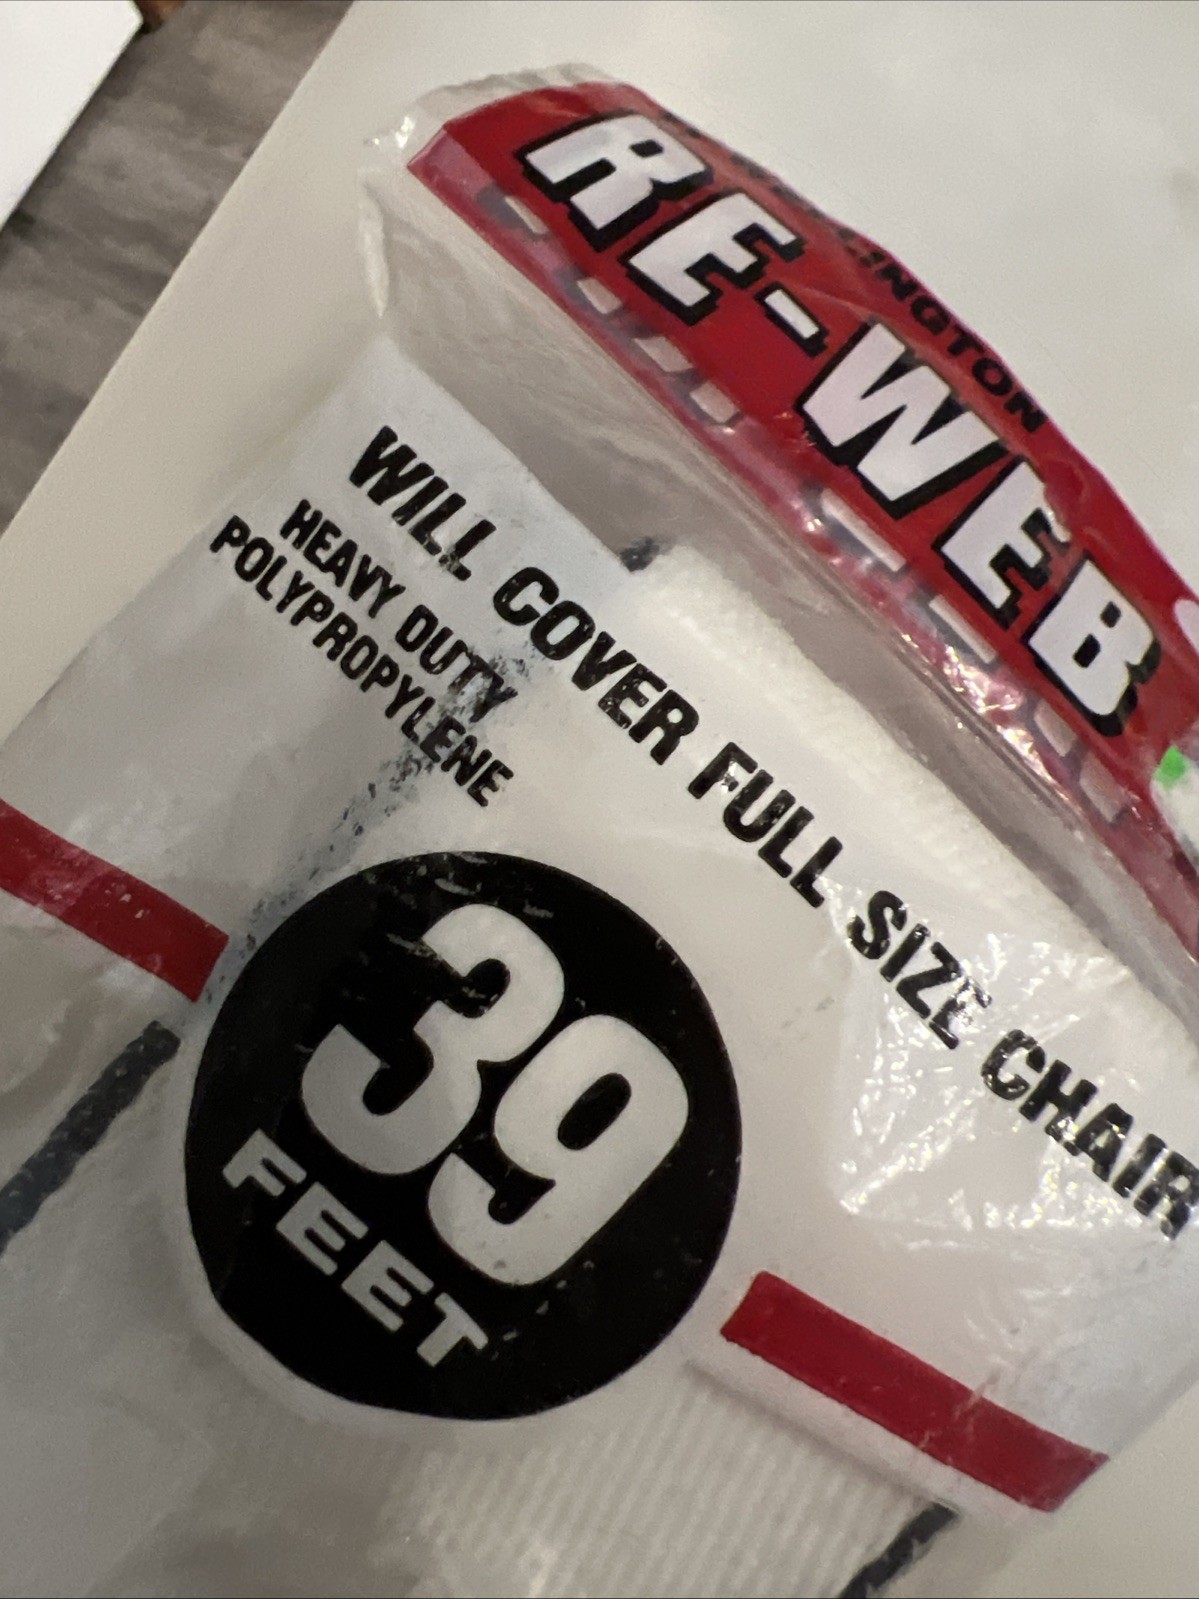 RE-WEB
WILL COVER FULL SIZE CHAIR
HEAVY DUTY
POLYPROPYLENE
39
FEET